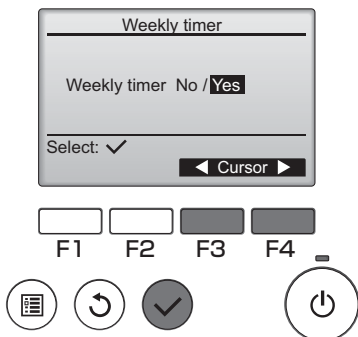 Weekly timer
Weekly timer No / Yes
Select: ✓
◀ Cursor ▶
F1 F2 F3 F4